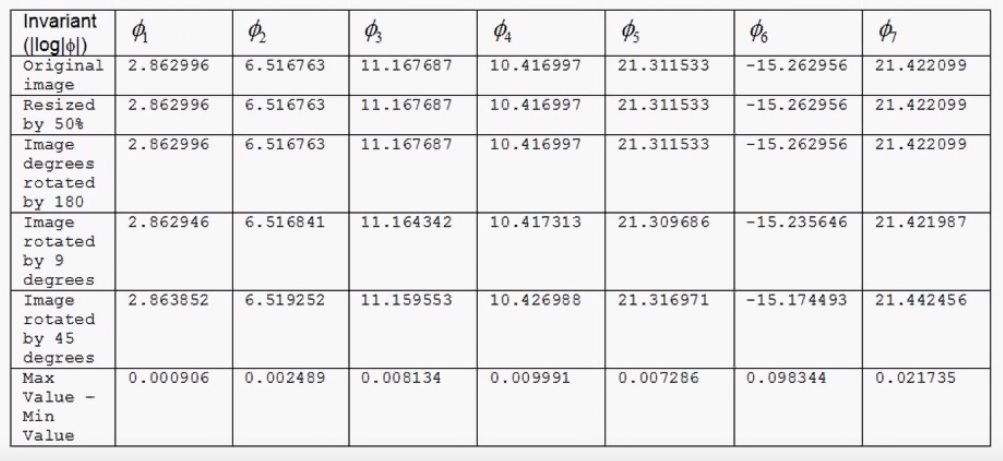 Invariant (|log|ϕ|) ϕ1 ϕ2 ϕ3 ϕ4 ϕ5 ϕ6 ϕ7
Original image 2.862996 6.516763 11.167687 10.416997 21.311533 -15.262956 21.422099
Resized by 50% 2.862996 6.516763 11.167687 10.416997 21.311533 -15.262956 21.422099
Image degrees rotated by 180 2.862996 6.516763 11.167687 10.416997 21.311533 -15.262956 21.422099
Image rotated by 9 degrees 2.862946 6.516841 11.164342 10.417313 21.309686 -15.235646 21.421987
Image rotated by 45 degrees 2.863852 6.519252 11.159553 10.426988 21.316971 -15.174493 21.442456
Max Value - Min Value 0.000906 0.002489 0.008134 0.009991 0.007286 0.098344 0.021735